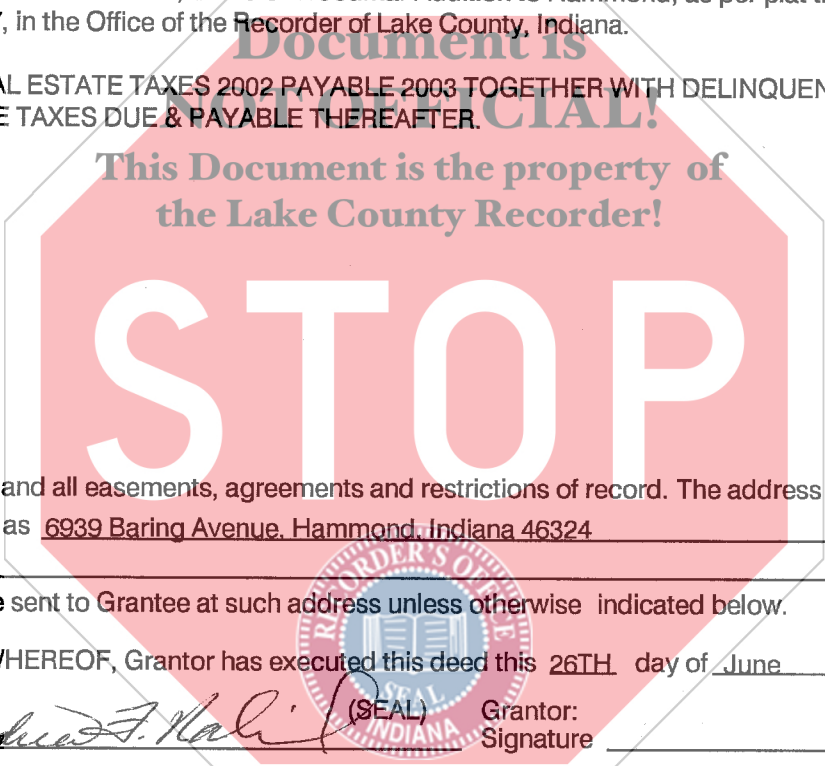 , in the Office of the Recorder of Lake County, Indiana.
Document is
AL ESTATE TAXES 2002 PAYABLE 2003 TOGETHER WITH DELINQUEN
NOT OFFICIAL!
E TAXES DUE & PAYABLE THEREAFTER.
This Document is the property of
the Lake County Recorder!
STOP
and all easements, agreements and restrictions of record. The address
as 6939 Baring Avenue, Hammond, Indiana 46324
RECORDER'S OFFICE
e sent to Grantee at such address unless otherwise indicated below.
WHEREOF, Grantor has executed this deed this 26TH day of June
SEAL
(SEAL) Grantor:
INDIANA
Signature